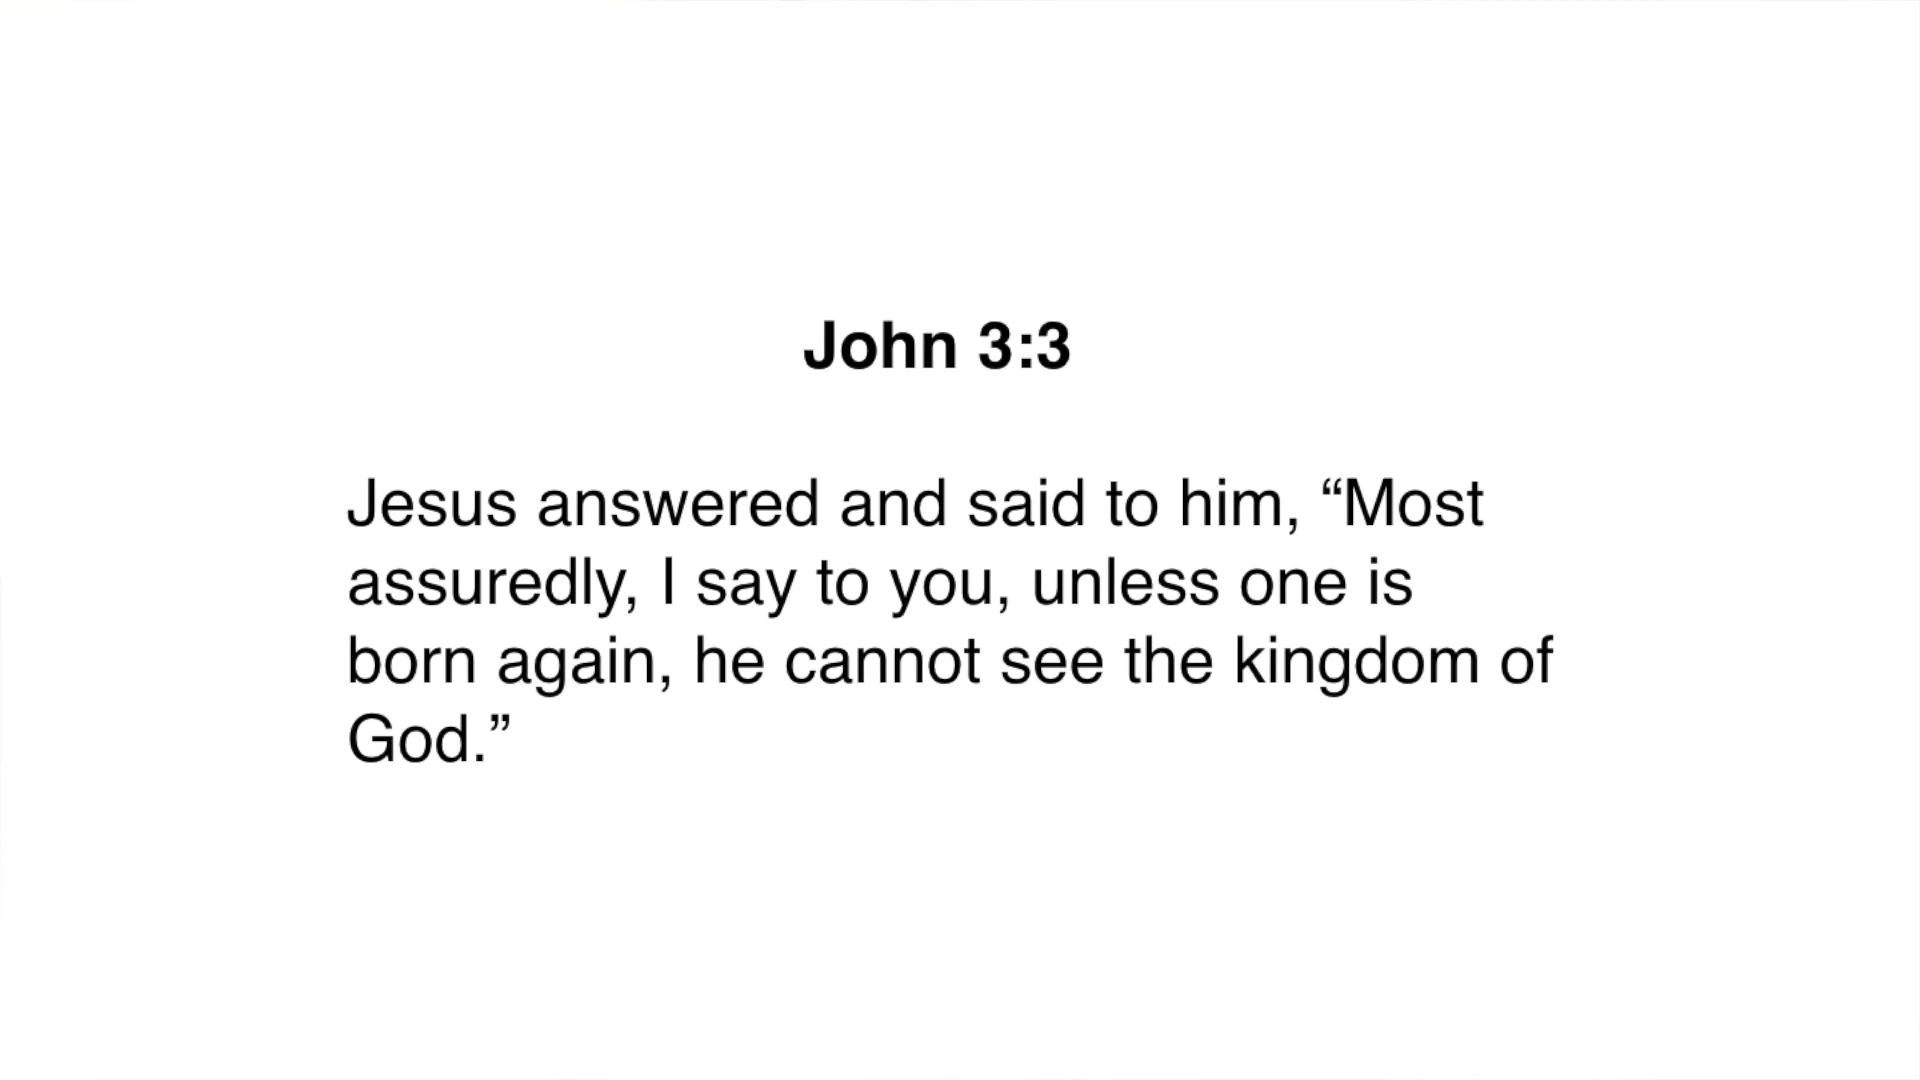 John 3:3
Jesus answered and said to him, “Most
assuredly, I say to you, unless one is
born again, he cannot see the kingdom of
God.”